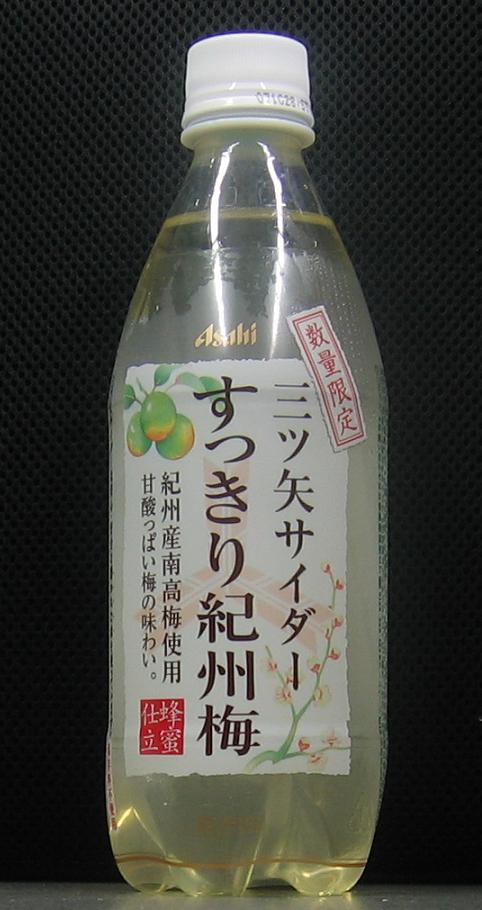 Asahi
数量限定
三ツ矢サイダー
すっきり紀州梅
紀州産南高梅使用
甘酸っぱい梅の味わい。
蜂蜜
仕立